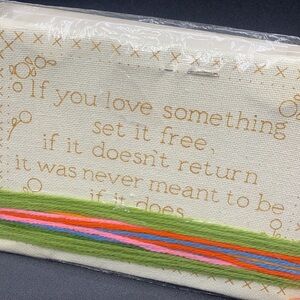 If you love something
set it free,
if it doesn't return
it was never meant to be
if it does